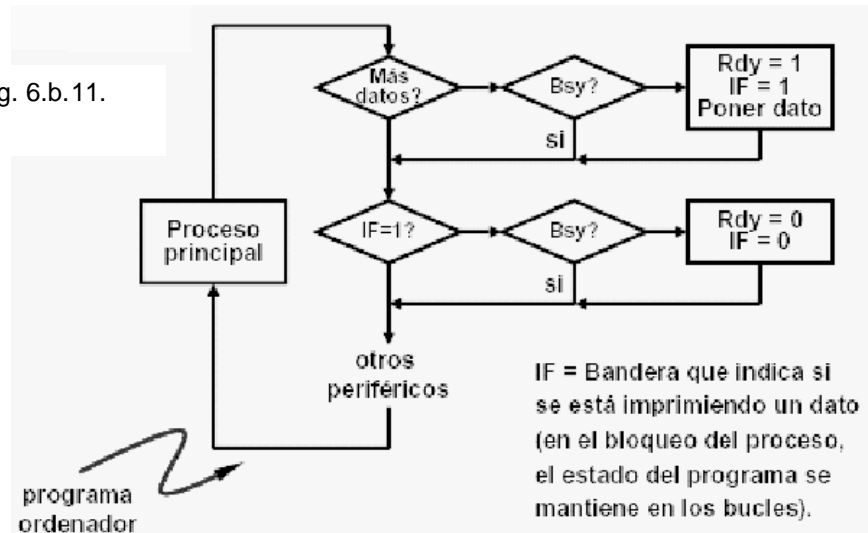 g. 6.b.11.
Más
datos?
Bsy?
Rdy = 1
IF = 1
Poner dato
si
Proceso
principal
IF=1?
Bsy?
Rdy = 0
IF = 0
si
otros
periféricos
IF = Bandera que indica si
se está imprimiendo un dato
(en el bloqueo del proceso,
el estado del programa se
mantiene en los bucles).
programa
ordenador